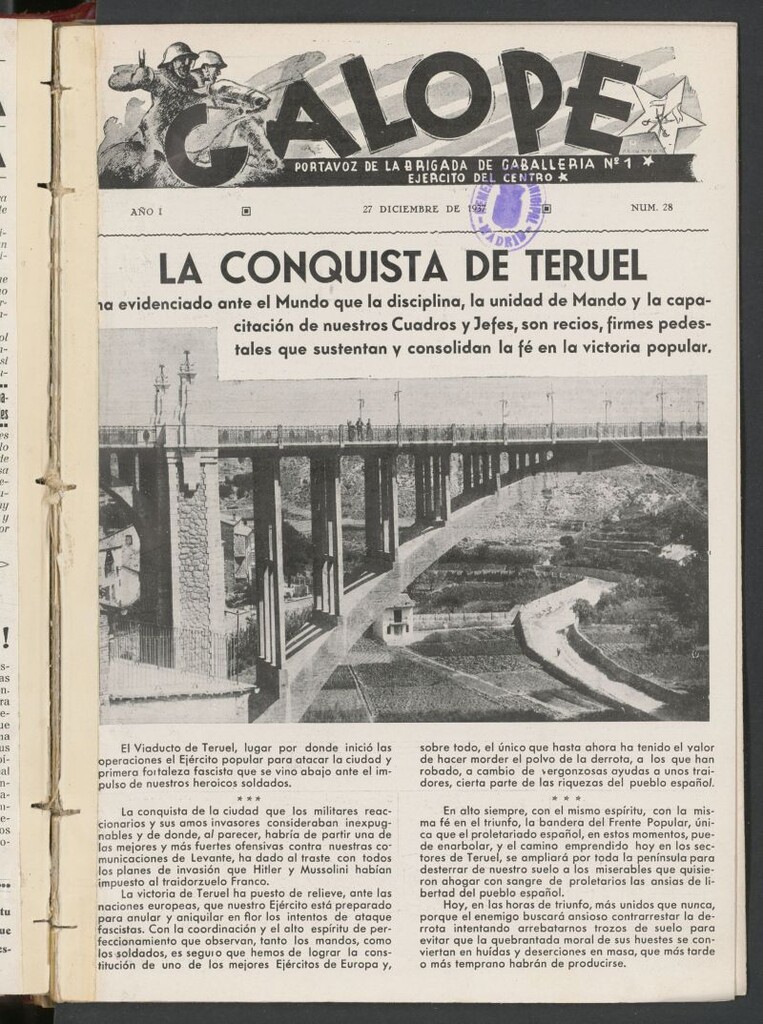 GALOPE
PORTAVOZ DE LA BRIGADA DE CABALLERIA Nº 1
EJERCITO DEL CENTRO
AÑO I
27 DICIEMBRE DE
NUM. 28
MADRID
LA CONQUISTA DE TERUEL
ha evidenciado ante el Mundo que la disciplina, la unidad de Mando y la capa-
citación de nuestros Cuadros y Jefes, son recios, firmes pedes-
tales que sustentan y consolidan la fé en la victoria popular.
El Viaducto de Teruel, lugar por donde inició las
operaciones el Ejército popular para atacar la ciudad y
primera fortaleza fascista que se vino abajo ante el im-
pulso de nuestros heroicos soldados.
* * *
La conquista de la ciudad que los militares reac-
cionarios y sus amos invasores consideraban inexpug-
nables y de donde, al parecer, habría de partir una de
las mejores y más fuertes ofensivas contra nuestras co-
municaciones de Levante, ha dado al traste con todos
los planes de invasión que Hitler y Mussolini habían
impuesto al traidorzuelo Franco.
La victoria de Teruel ha puesto de relieve, ante las
naciones europeas, que nuestro Ejército está preparado
para anular y aniquilar en flor los intentos de ataque
fascistas. Con la coordinación y el alto espíritu de per-
feccionamiento que observan, tanto los mandos, como
los soldados, es seguro que hemos de lograr la cons-
titución de uno de los mejores Ejércitos de Europa y,
sobre todo, el único que hasta ahora ha tenido el valor
de hacer morder el polvo de la derrota, a los que han
robado, a cambio de vergonzosas ayudas a unos trai-
dores, cierta parte de las riquezas del pueblo español.
* * *
En alto siempre, con el mismo espíritu, con la mis-
ma fé en el triunfo, la bandera del Frente Popular, úni-
ca que el proletariado español, en estos momentos, pue-
de enarbolar, y el camino emprendido hoy en los sec-
tores de Teruel, se ampliará por toda la península para
desterrar de nuestro suelo a los miserables que quisie-
ron ahogar con sangre de proletarios las ansias de li-
bertad del pueblo español.
Hoy, en las horas de triunfo, más unidos que nunca,
porque el enemigo buscará ansioso contrarrestar la de-
rrota intentando arrebatarnos trozos de suelo para
evitar que la quebrantada moral de sus huestes se con-
viertan en huídas y deserciones en masa, que más tarde
o más temprano habrán de producirse.